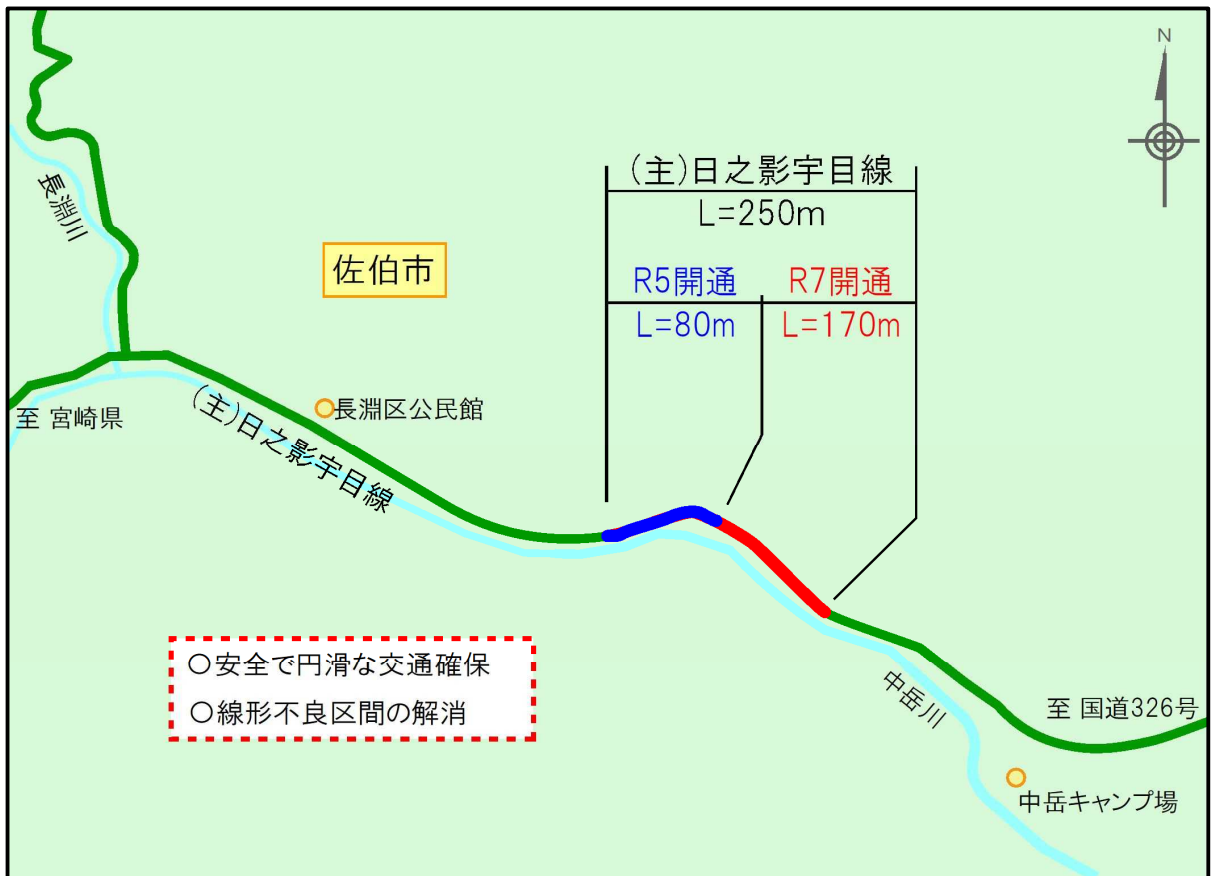 N
(主)日之影宇目線
L=250m
長淵川
佐伯市
R5開通
R7開通
L=80m
L=170m
至 宮崎県
長淵区公民館
(主)日之影宇目線
○安全で円滑な交通確保
○線形不良区間の解消
中岳川
至 国道326号
中岳キャンプ場